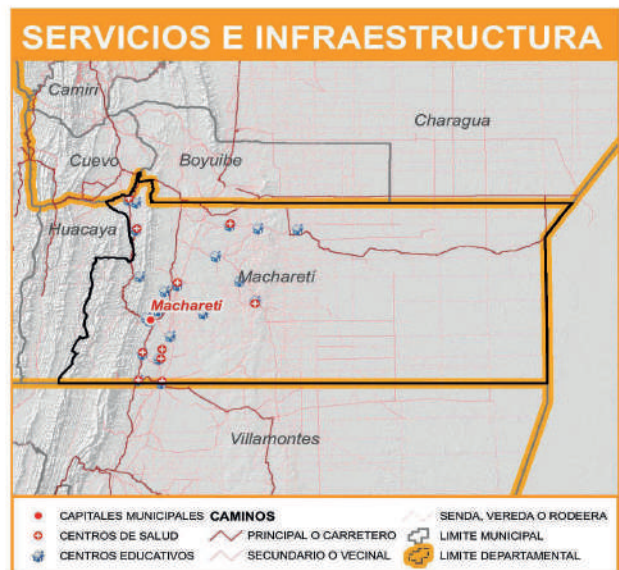 SERVICIOS E INFRAESTRUCTURA
Camiri
Charagua
Cuevo
Boyuibe
Huacaya
Macharetí
Macharetí
Villamontes
CAPITALES MUNICIPALES
CENTROS DE SALUD
CENTROS EDUCATIVOS
CAMINOS
PRINCIPAL O CARRETERO
SECUNDARIO O VECINAL
SENDA, VEREDA O RODEERA
LIMITE MUNICIPAL
LIMITE DEPARTAMENTAL